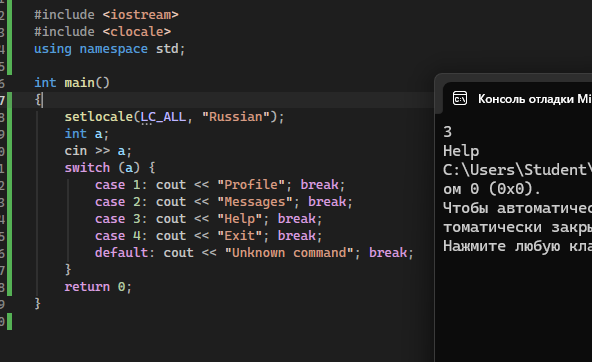 #include <iostream>
#include <clocale>
using namespace std;
int main()
{
setlocale(LC_ALL, "Russian");
int a;
cin >> a;
switch (a) {
case 1: cout << "Profile"; break;
case 2: cout << "Messages"; break;
case 3: cout << "Help"; break;
case 4: cout << "Exit"; break;
default: cout << "Unknown command"; break;
}
return 0;
}
Консоль отладки Mi
3
Help
C:\Users\Student\
ом 0 (0x0).
Чтобы автоматичес
томатически закры
Нажмите любую кла